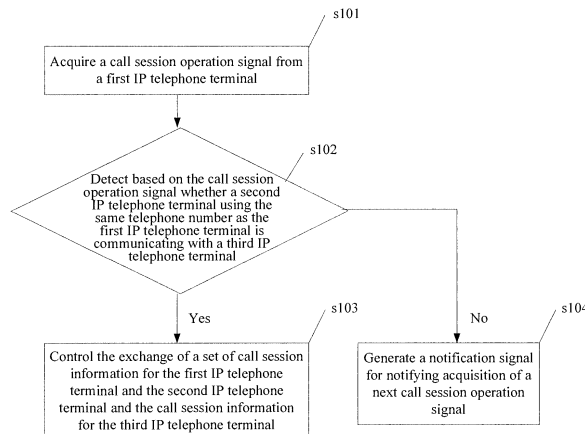 s101
Acquire a call session operation signal from
a first IP telephone terminal
s102
Detect based on the call session
operation signal whether a second
IP telephone terminal using the
same telephone number as the
first IP telephone terminal is
communicating with a third IP
telephone terminal
Yes
s103
No
s104
Control the exchange of a set of call session
information for the first IP telephone
terminal and the second IP telephone
terminal and the call session information
for the third IP telephone terminal
Generate a notification signal
for notifying acquisition of a
next call session operation
signal